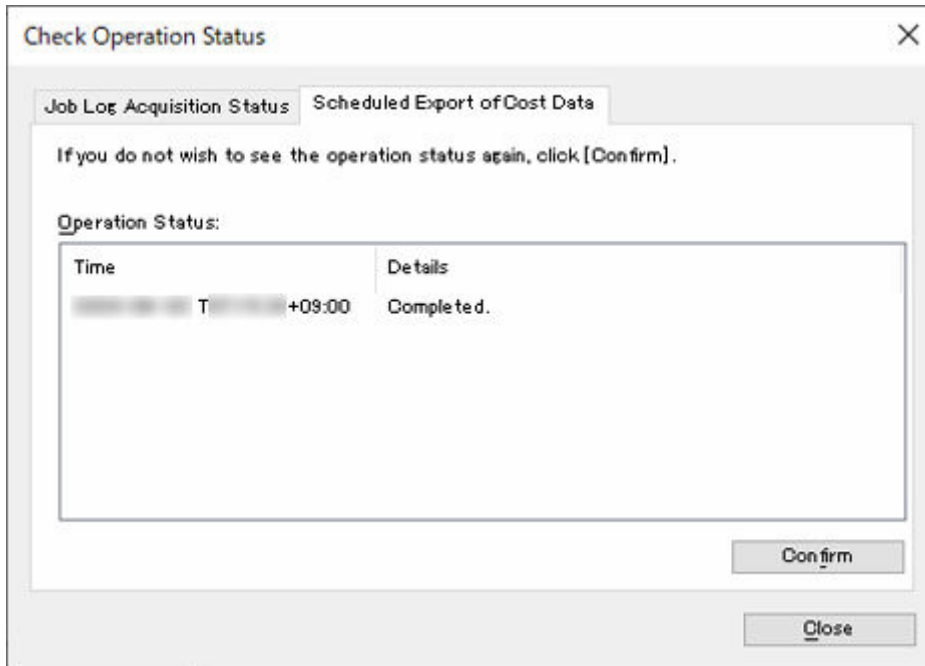 Check Operation Status
Job Log Acquisition Status
Scheduled Export of Cost Data
If you do not wish to see the operation status again, click [Confirm].
Operation Status:
Time Details
T +09:00 Completed.
Confirm
Close